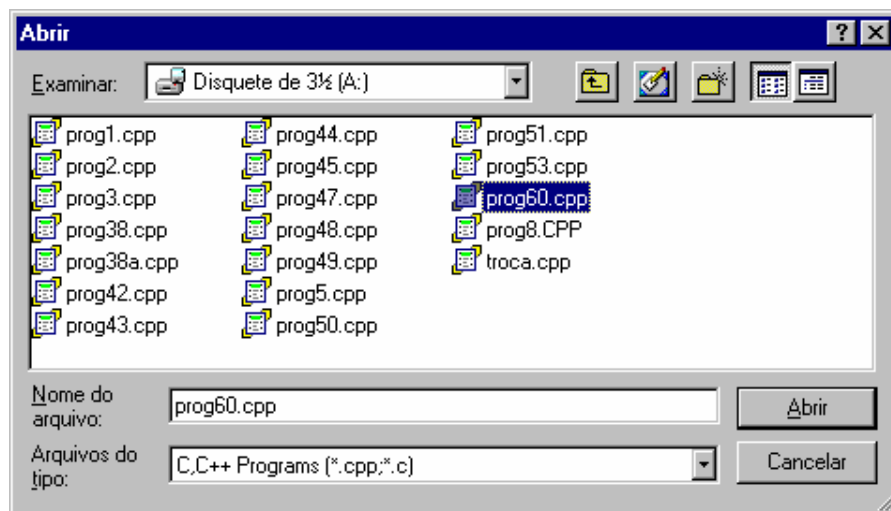 Abrir
Examinar: Disquete de 3½ (A:)
prog1.cpp prog44.cpp prog51.cpp
prog2.cpp prog45.cpp prog53.cpp
prog3.cpp prog47.cpp prog60.cpp
prog38.cpp prog48.cpp prog8.CPP
prog38a.cpp prog49.cpp troca.cpp
prog42.cpp prog5.cpp
prog43.cpp prog50.cpp
Nome do
arquivo: prog60.cpp Abrir
Arquivos do
tipo: C,C++ Programs (*.cpp;*.c) Cancelar